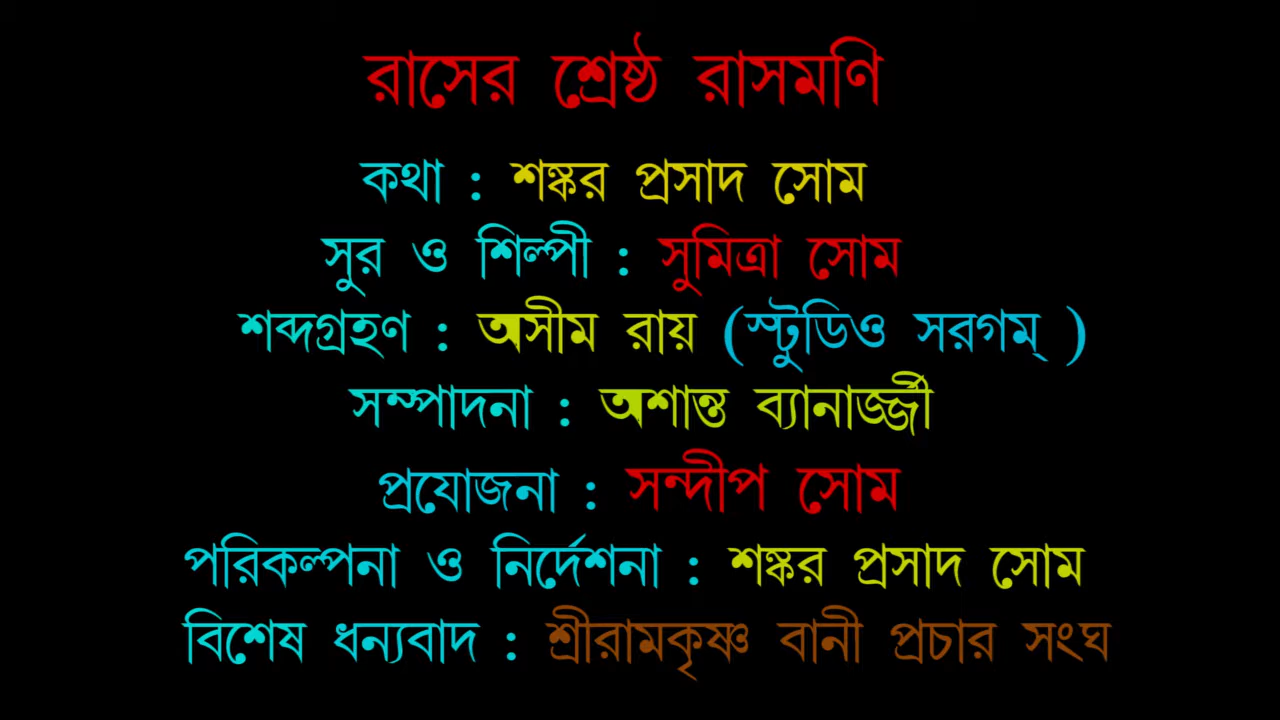 রাসের শ্রেষ্ঠ রাসমণি
কথা : শঙ্কর প্রসাদ সোম
সুর ও শিল্পী : সুমিত্রা সোম
শব্দগ্রহণ : অসীম রায় (স্টুডিও সরগম্ )
সম্পাদনা : অশান্ত ব্যানার্জ্জী
প্রযোজনা : সন্দীপ সোম
পরিকল্পনা ও নির্দেশনা : শঙ্কর প্রসাদ সোম
বিশেষ ধন্যবাদ : শ্রীরামকৃষ্ণ বানী প্রচার সংঘ